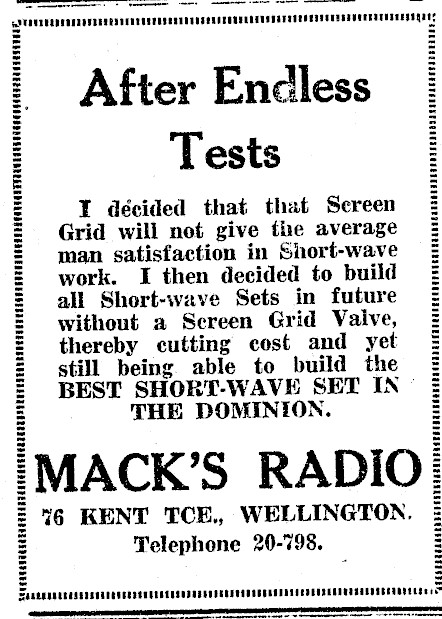 After Endless
Tests
I decided that that Screen
Grid will not give the average
man satisfaction in Short-wave
work. I then decided to build
all Short-wave Sets in future
without a Screen Grid Valve,
thereby cutting cost and yet
still being able to build the
BEST SHORT-WAVE SET IN
THE DOMINION.
MACK'S RADIO
76 KENT TCE., WELLINGTON.
Telephone 20-798.